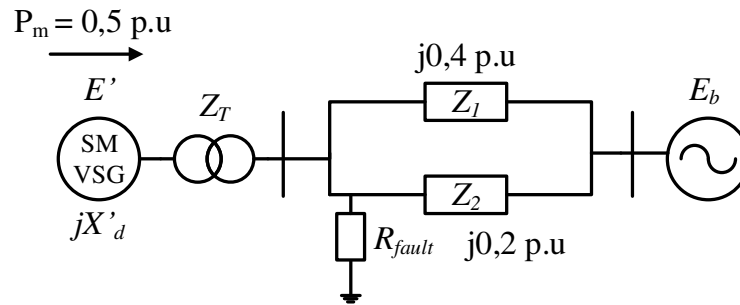 P_m = 0,5 p.u
j0,4 p.u
E'
Z_T
Z_1
E_b
SM
VSG
Z_2
jX'_d
R_fault
j0,2 p.u